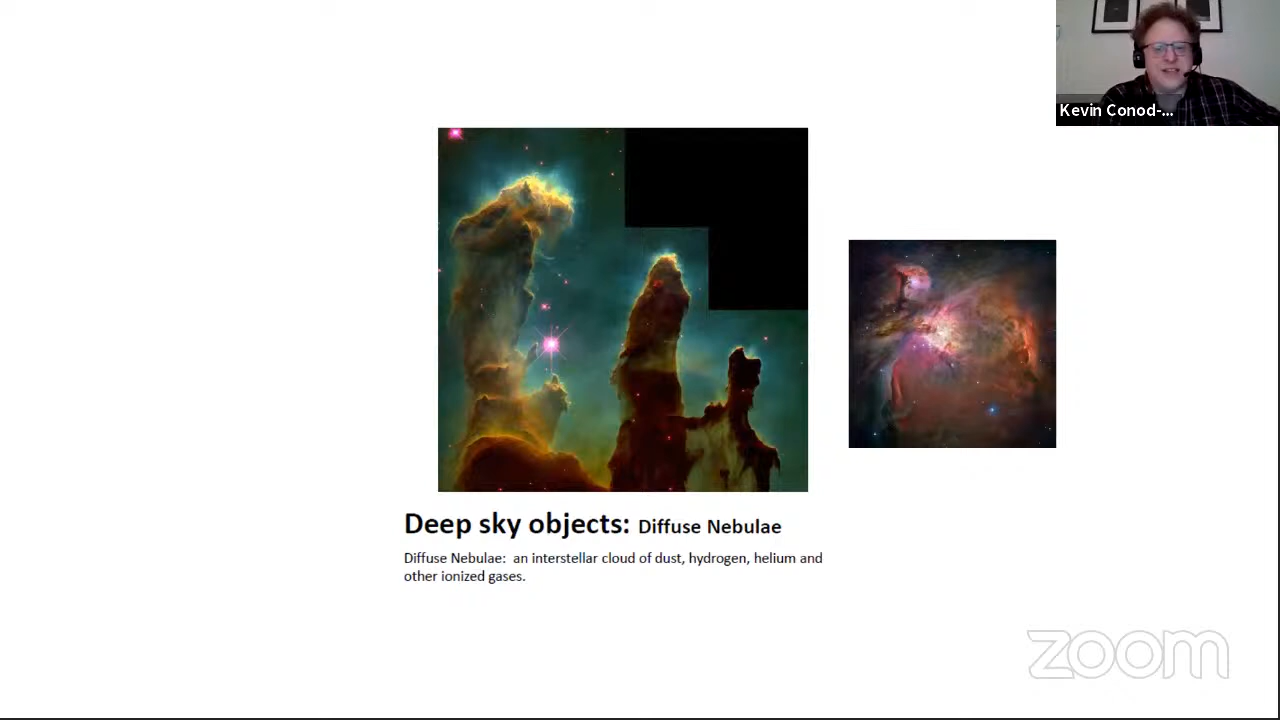 Kevin Conod-...
Deep sky objects: Diffuse Nebulae
Diffuse Nebulae:  an interstellar cloud of dust, hydrogen, helium and
other ionized gases.
zoom